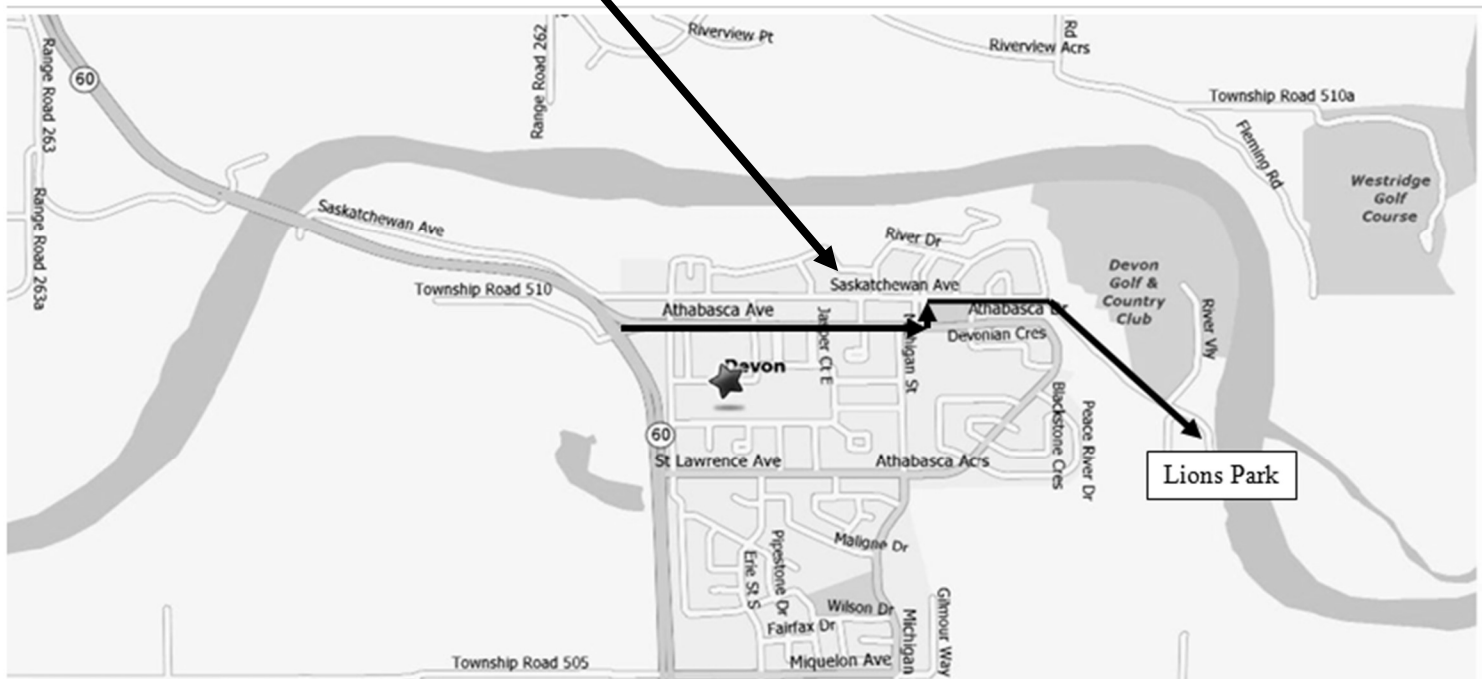 Range Road 263
60
Range Road 262
Riverview Pt
Riverview Acrs
Rd
Township Road 510a
Fleming Rd
Westridge
Golf
Course
Range Road 263a
Saskatchewan Ave
River Dr
Devon
Golf &
Country
Club
Township Road 510
Saskatchewan Ave
Athabasca Ave
Athabasca Dr
River Vly
Jasper Ct E
Michigan St
Devonian Cres
Devon
Blackstone Cres
Peace River Dr
60
St Lawrence Ave
Athabasca Acrs
Lions Park
Maligne Dr
Pipestone Dr
Erie St S
Wilson Dr
Fairfax Dr
Michigan
Gilmour Way
Township Road 505
Miquelon Ave